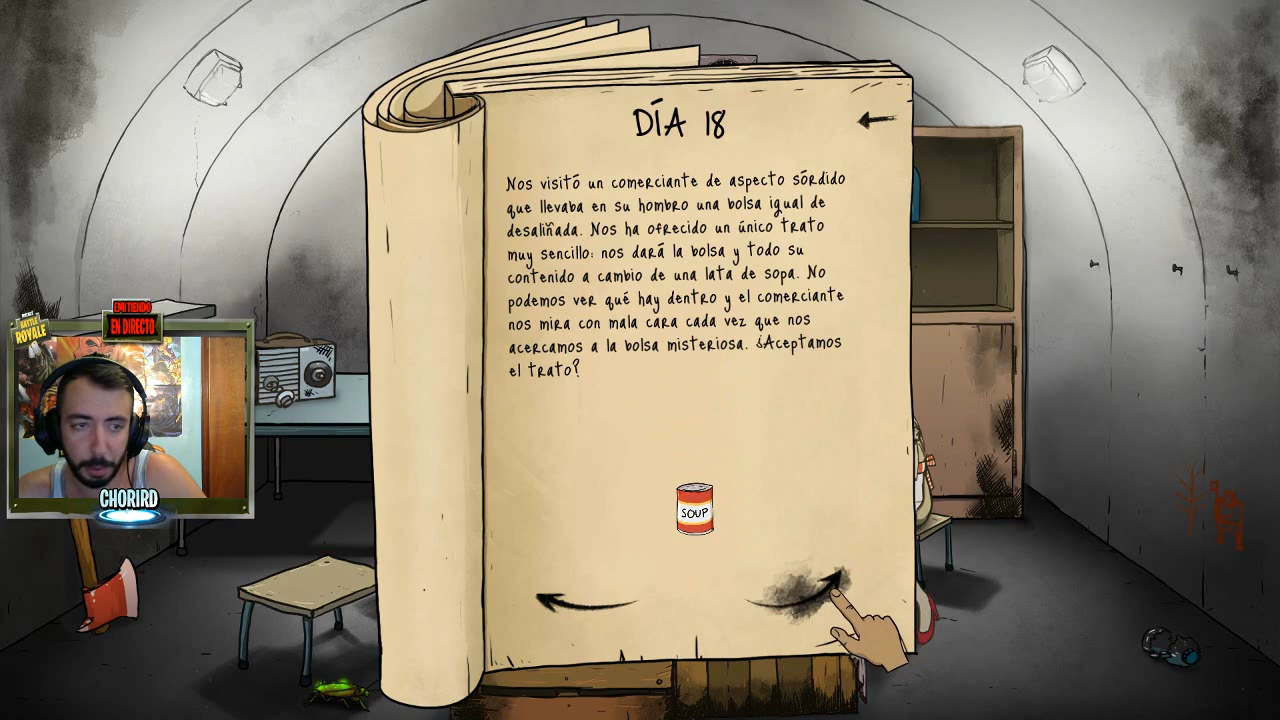 DÍA 18
Nos visitó un comerciante de aspecto sórdido
que llevaba en su hombro una bolsa igual de
desaliñada. Nos ha ofrecido un único trato
muy sencillo: nos dará la bolsa y todo su
contenido a cambio de una lata de sopa. No
podemos ver qué hay dentro y el comerciante
nos mira con mala cara cada vez que nos
acercamos a la bolsa misteriosa. ¿Aceptamos
el trato?
SOUP
EMITIENDO
EN DIRECTO
BATTLE
ROYALE
CHORIRD